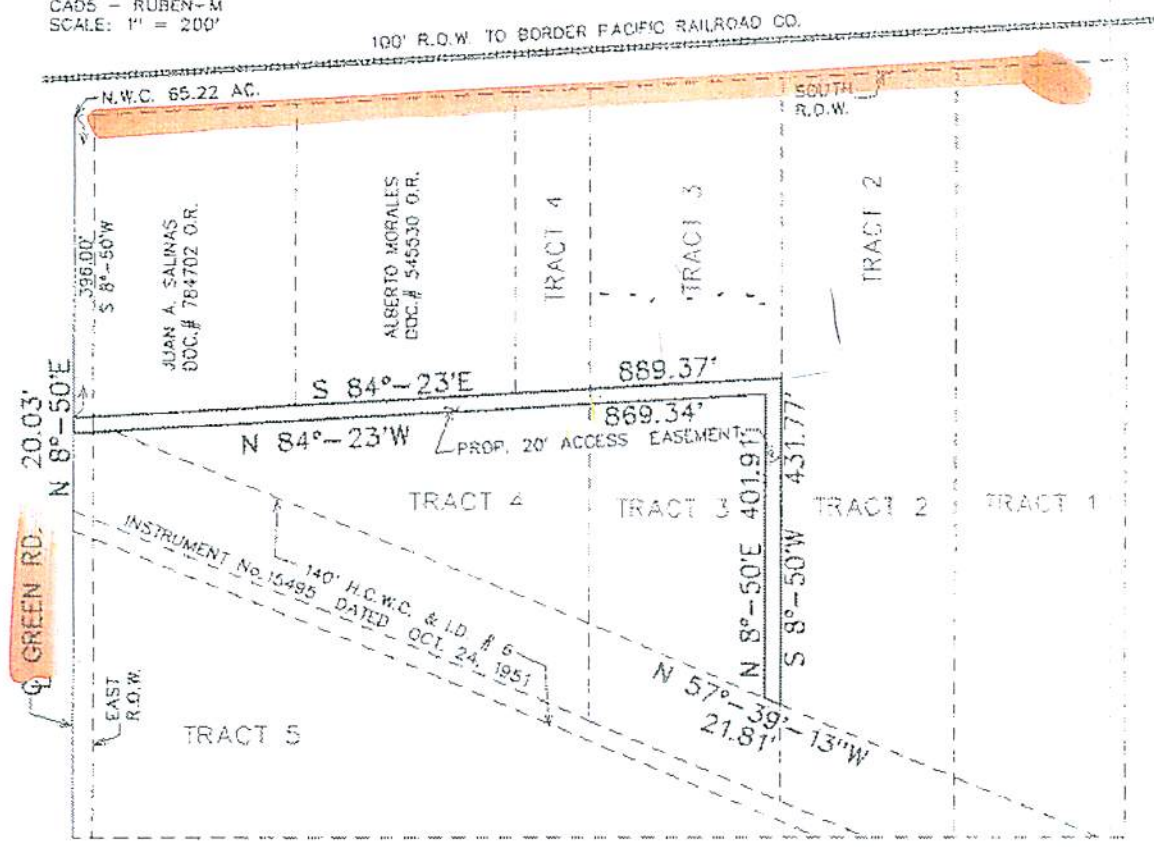 CAD5 - RUBEN-M
SCALE: 1" = 200'
100' R.O.W. TO BORDER PACIFIC RAILROAD CO.
N.W.C. 65.22 AC.
SOUTH
R.O.W.
396.00'
S 8°-50'W
JUAN A. SALINAS
DOC.# 784702 O.R.
ALBERTO MORALES
DOC.# 545530 O.R.
TRACT 4
TRACT 3
TRACT 2
20.03'
N 8°-50'E
S 84°-23'E
889.37'
N 84°-23'W
869.34'
PROP. 20' ACCESS EASEMENT
TRACT 4
TRACT 3
N 8°-50'E 401.91'
S 8°-50'W 431.77'
TRACT 2
TRACT 1
INSTRUMENT No. 15495 DATED OCT. 24, 1951
140' H.C.W.C. & I.D. # 6
N 57°-39'-13"W
21.81'
℄ GREEN RD.
EAST
R.O.W.
TRACT 5